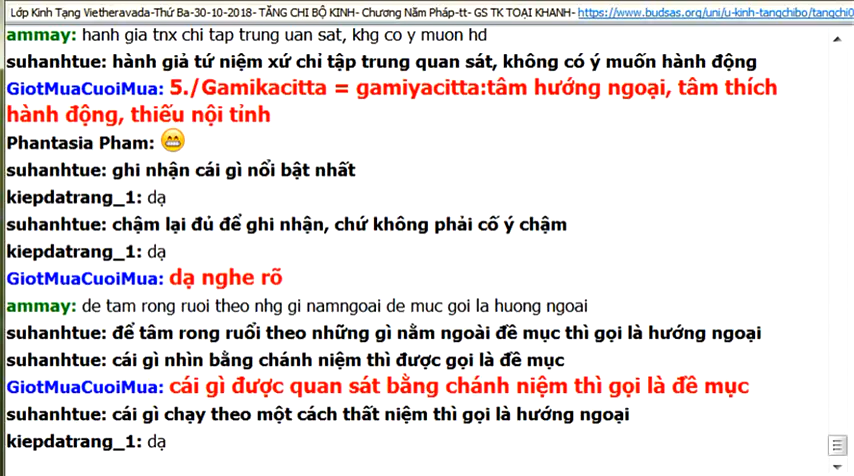 Lớp Kinh Tạng Vietheravada-Thứ Ba-30-10-2018- TĂNG CHI BỘ KINH- Chương Năm Pháp-tt- GS TK TOẠI KHANH- https://www.budsas.org/uni/u-kinh-tangchibo/tangchi0
ammay: hanh gia tnx chi tap trung uan sat, khg co y muon hd
suhanhtue: hành giả tứ niệm xứ chỉ tập trung quan sát, không có ý muốn hành động
GiotMuaCuoiMua: 5./Gamikacitta = gamiyacitta:tâm hướng ngoại, tâm thích
hành động, thiếu nội tỉnh
Phantasia Pham:
suhanhtue: ghi nhận cái gì nổi bật nhất
kiepdatrang_1: dạ
suhanhtue: chậm lại đủ để ghi nhận, chứ không phải cố ý chậm
kiepdatrang_1: dạ
GiotMuaCuoiMua: dạ nghe rõ
ammay: de tam rong ruoi theo nhg gi namngoai de muc goi la huong ngoai
suhanhtue: để tâm rong ruổi theo những gì nằm ngoài đề mục thì gọi là hướng ngoại
suhanhtue: cái gì nhìn bằng chánh niệm thì được gọi là đề mục
GiotMuaCuoiMua: cái gì được quan sát bằng chánh niệm thì gọi là đề mục
suhanhtue: cái gì chạy theo một cách thất niệm thì gọi là hướng ngoại
kiepdatrang_1: dạ